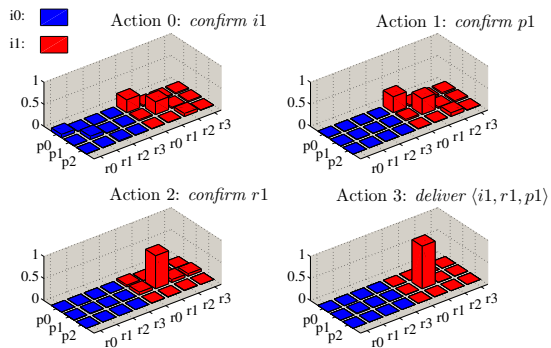 i0:
i1:
Action 0: confirm i1
1
0.5
0
p0
p1
p2
r0
r1
r2
r3
r0
r1
r2
r3
Action 1: confirm p1
1
0.5
0
p0
p1
p2
r0
r1
r2
r3
r0
r1
r2
r3
Action 2: confirm r1
1
0.5
0
p0
p1
p2
r0
r1
r2
r3
r0
r1
r2
r3
Action 3: deliver ⟨i1, r1, p1⟩
1
0.5
0
p0
p1
p2
r0
r1
r2
r3
r0
r1
r2
r3